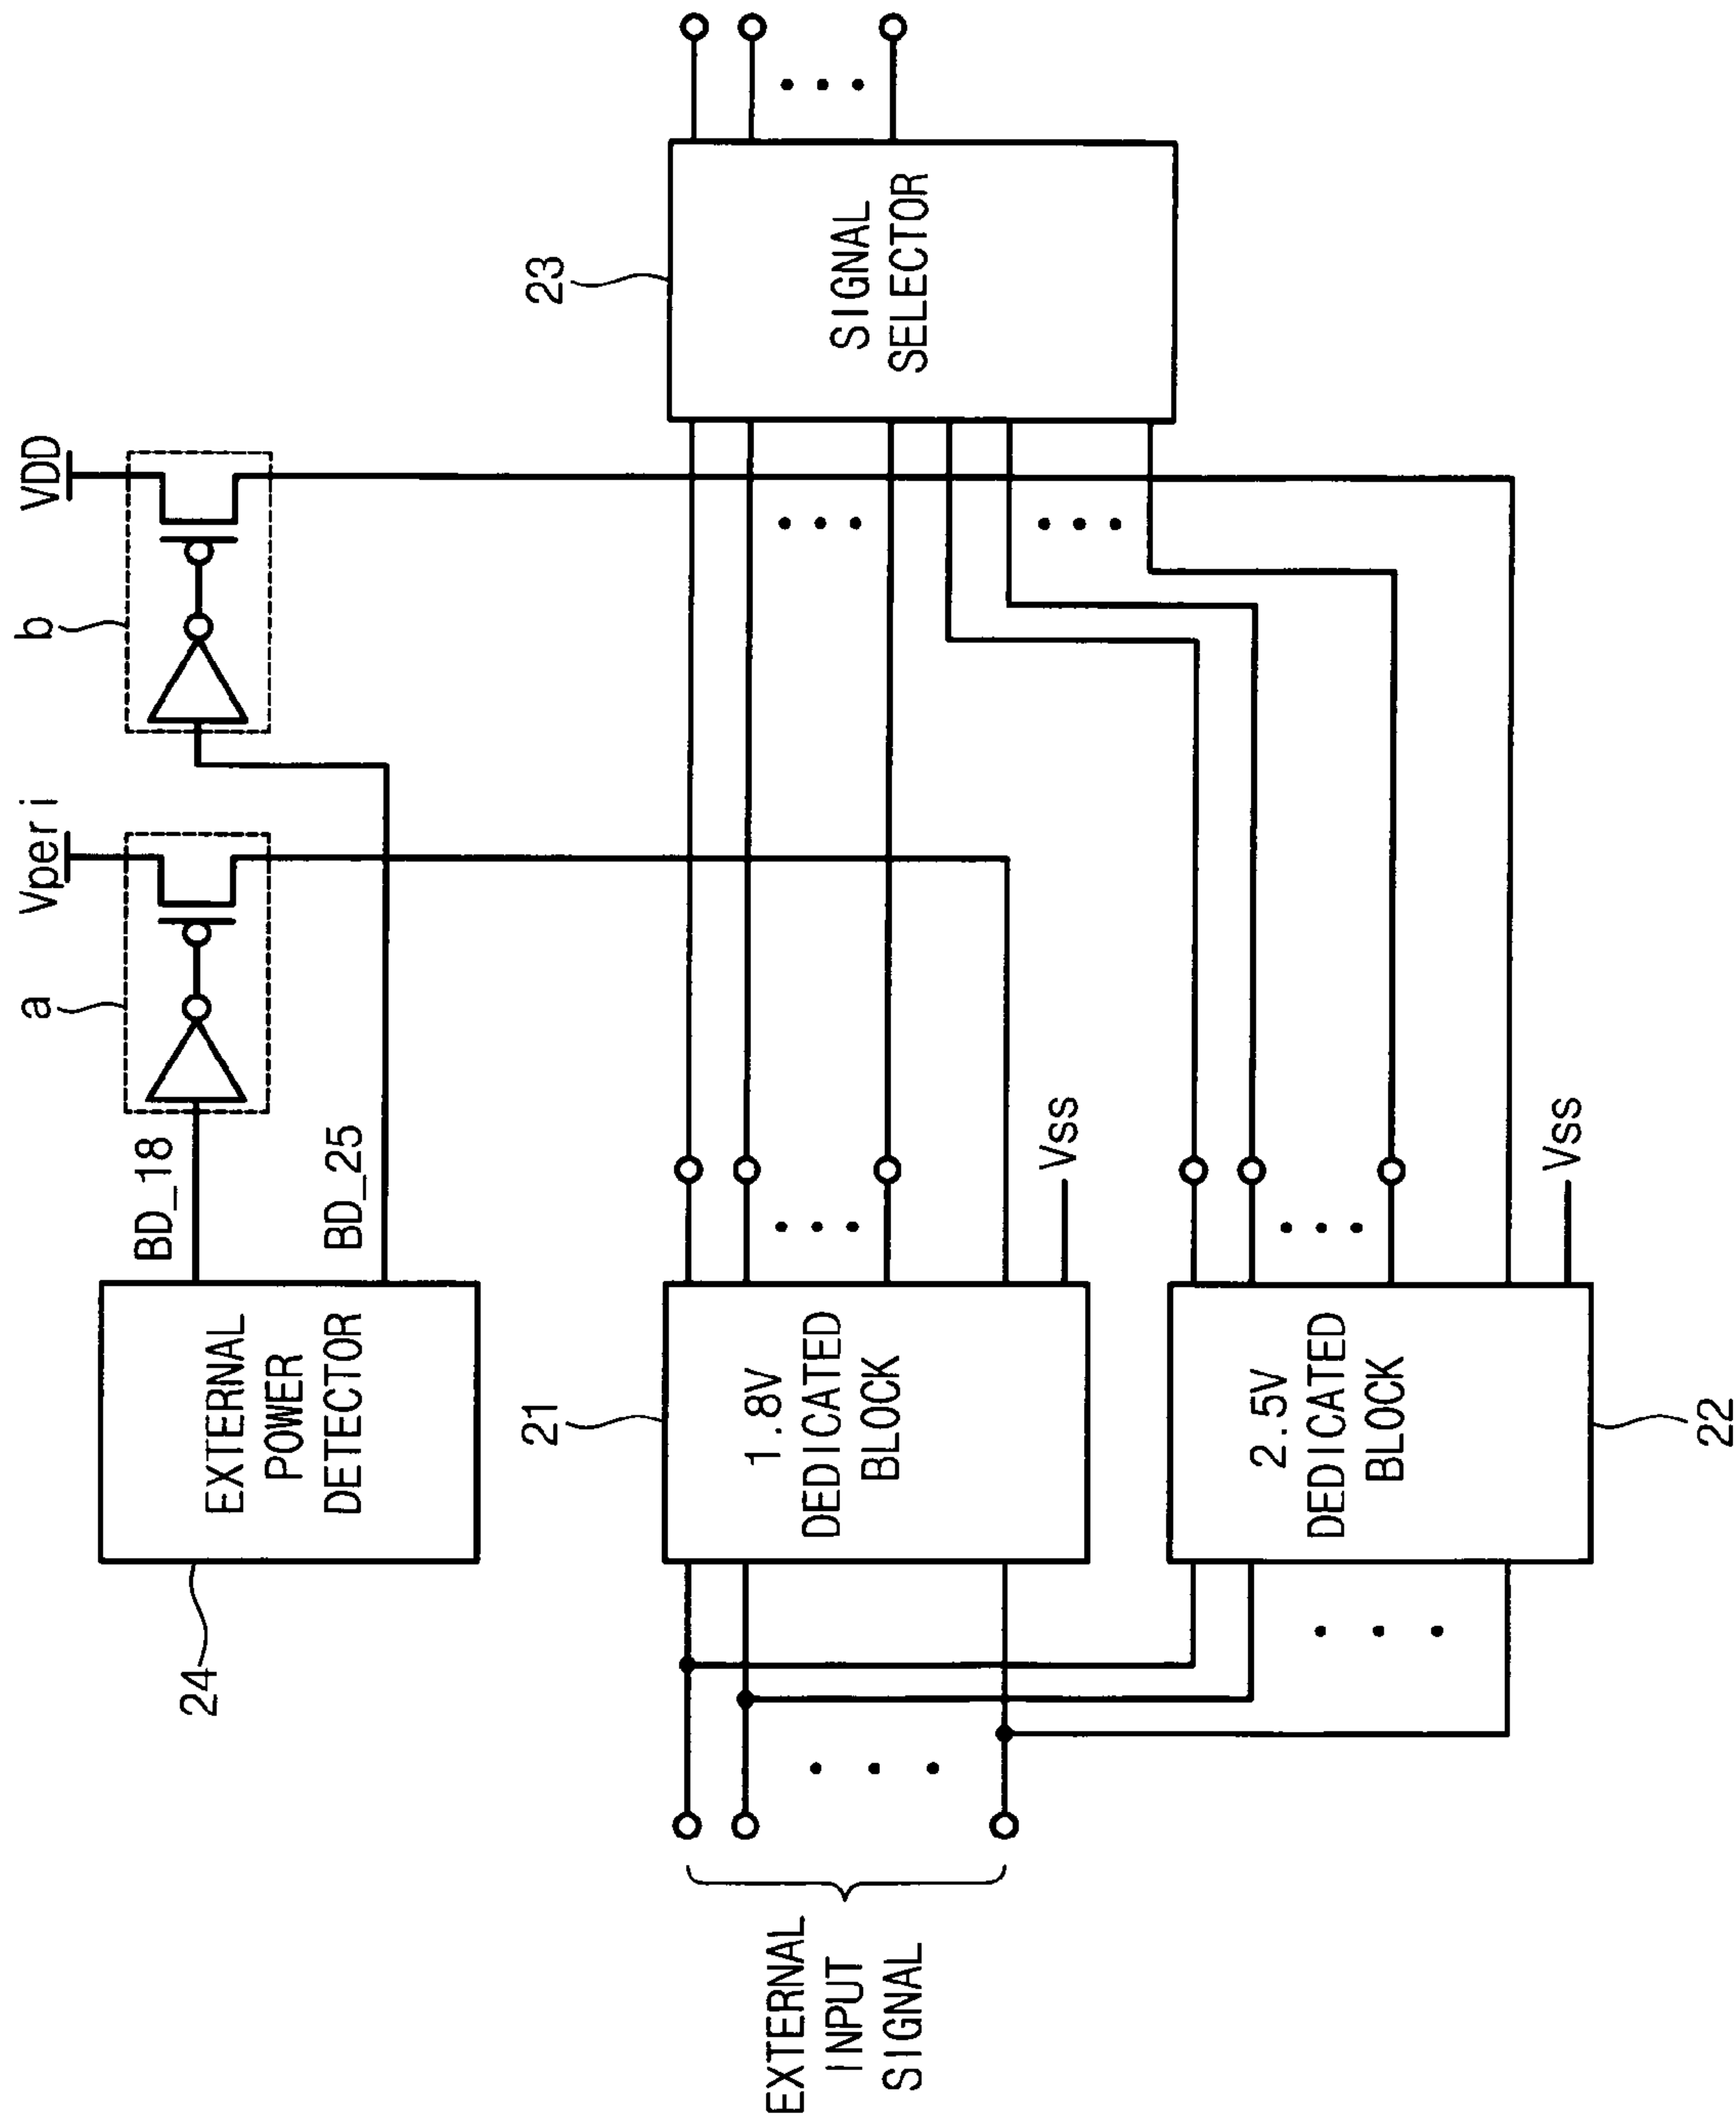 24
EXTERNAL
POWER
DETECTOR
BD_18
BD_25
a
Vperi
b
VDD
EXTERNAL
INPUT
SIGNAL
21
1.8V
DEDICATED
BLOCK
Vss
23
SIGNAL
SELECTOR
2.5V
DEDICATED
BLOCK
22
Vss